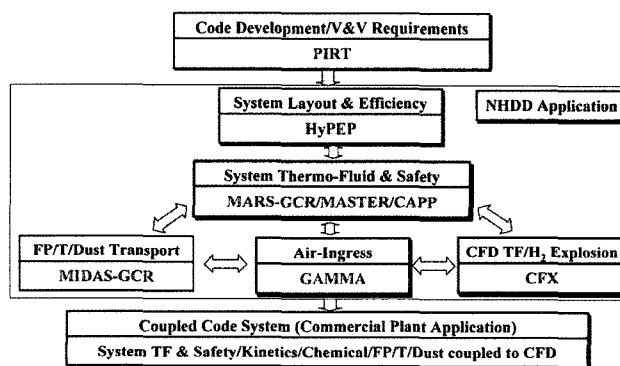 Code Development/V&V Requirements
PIRT
System Layout & Efficiency
NHDD Application
HyPEP
System Thermo-Fluid & Safety
MARS-GCR/MASTER/CAPP
FP/T/Dust Transport
Air-Ingress
CFD TF/H₂ Explosion
MIDAS-GCR
GAMMA
CFX
Coupled Code System (Commercial Plant Application)
System TF & Safety/Kinetics/Chemical/FP/T/Dust coupled to CFD